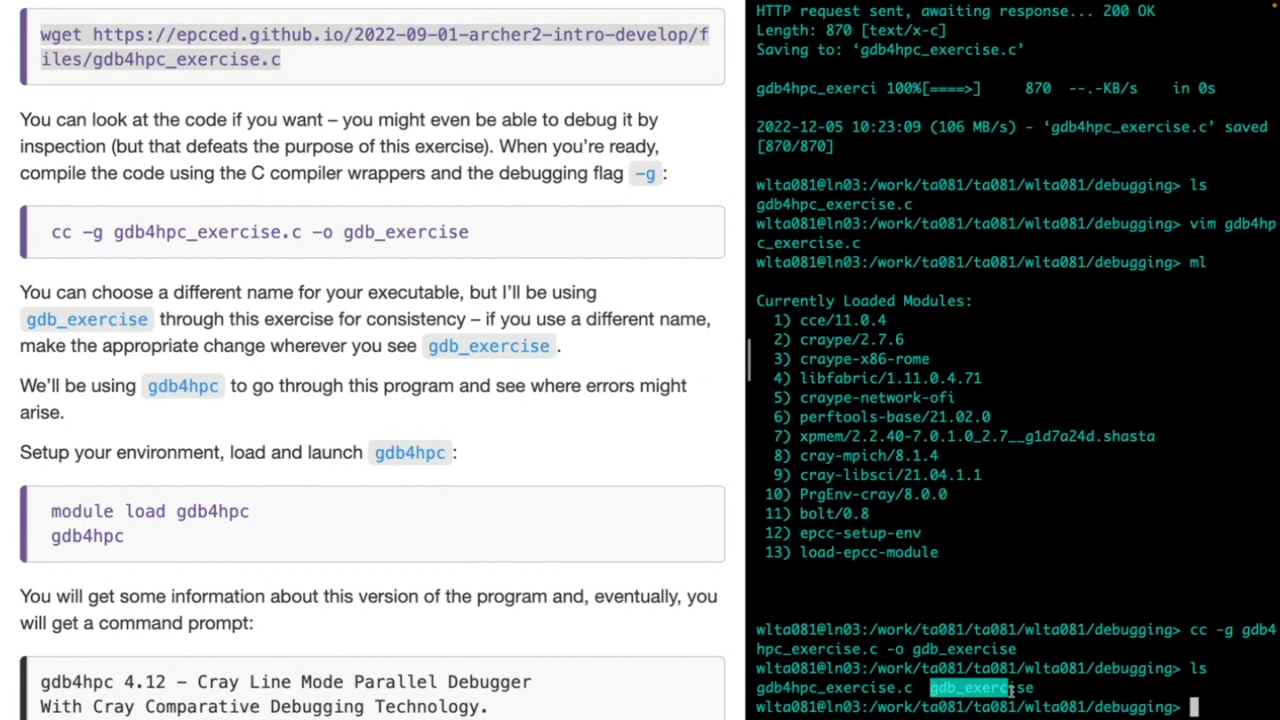 wget https://epcced.github.io/2022-09-01-archer2-intro-develop/f
iles/gdb4hpc_exercise.c
You can look at the code if you want – you might even be able to debug it by
inspection (but that defeats the purpose of this exercise). When you’re ready,
compile the code using the C compiler wrappers and the debugging flag -g :
cc -g gdb4hpc_exercise.c -o gdb_exercise
You can choose a different name for your executable, but I’ll be using
gdb_exercise through this exercise for consistency – if you use a different name,
make the appropriate change wherever you see gdb_exercise .
We’ll be using gdb4hpc to go through this program and see where errors might
arise.
Setup your environment, load and launch gdb4hpc :
module load gdb4hpc
gdb4hpc
You will get some information about this version of the program and, eventually, you
will get a command prompt:
gdb4hpc 4.12 - Cray Line Mode Parallel Debugger
With Cray Comparative Debugging Technology.
HTTP request sent, awaiting response... 200 OK
Length: 870 [text/x-c]
Saving to: ‘gdb4hpc_exercise.c’
gdb4hpc_exerci 100%[====>] 870 --.-KB/s in 0s
2022-12-05 10:23:09 (106 MB/s) - ‘gdb4hpc_exercise.c’ saved
[870/870]
wlta081@ln03:/work/ta081/ta081/wlta081/debugging> ls
gdb4hpc_exercise.c
wlta081@ln03:/work/ta081/ta081/wlta081/debugging> vim gdb4hp
c_exercise.c
wlta081@ln03:/work/ta081/ta081/wlta081/debugging> ml
Currently Loaded Modules:
1) cce/11.0.4
2) craype/2.7.6
3) craype-x86-rome
4) libfabric/1.11.0.4.71
5) craype-network-ofi
6) perftools-base/21.02.0
7) xpmem/2.2.40-7.0.1.0_2.7__g1d7a24d.shasta
8) cray-mpich/8.1.4
9) cray-libsci/21.04.1.1
10) PrgEnv-cray/8.0.0
11) bolt/0.8
12) epcc-setup-env
13) load-epcc-module
wlta081@ln03:/work/ta081/ta081/wlta081/debugging> cc -g gdb4
hpc_exercise.c -o gdb_exercise
wlta081@ln03:/work/ta081/ta081/wlta081/debugging> ls
gdb4hpc_exercise.c gdb_exercise
wlta081@ln03:/work/ta081/ta081/wlta081/debugging>